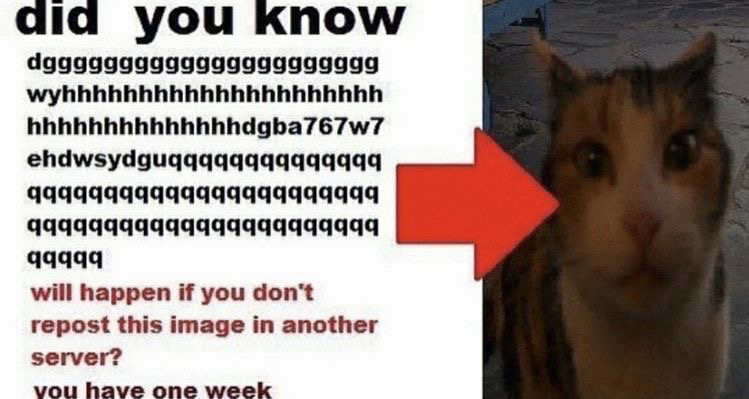 did you know
dgggggggggggggggggggggg
wyhhhhhhhhhhhhhhhhhhhhh
hhhhhhhhhhhhhhdgba767w7
ehdwsydguqqqqqqqqqqqqqq
qqqqqqqqqqqqqqqqqqqqqqq
qqqqqqqqqqqqqqqqqqqqqqq
qqqqq
will happen if you don't
repost this image in another
server?
you have one week